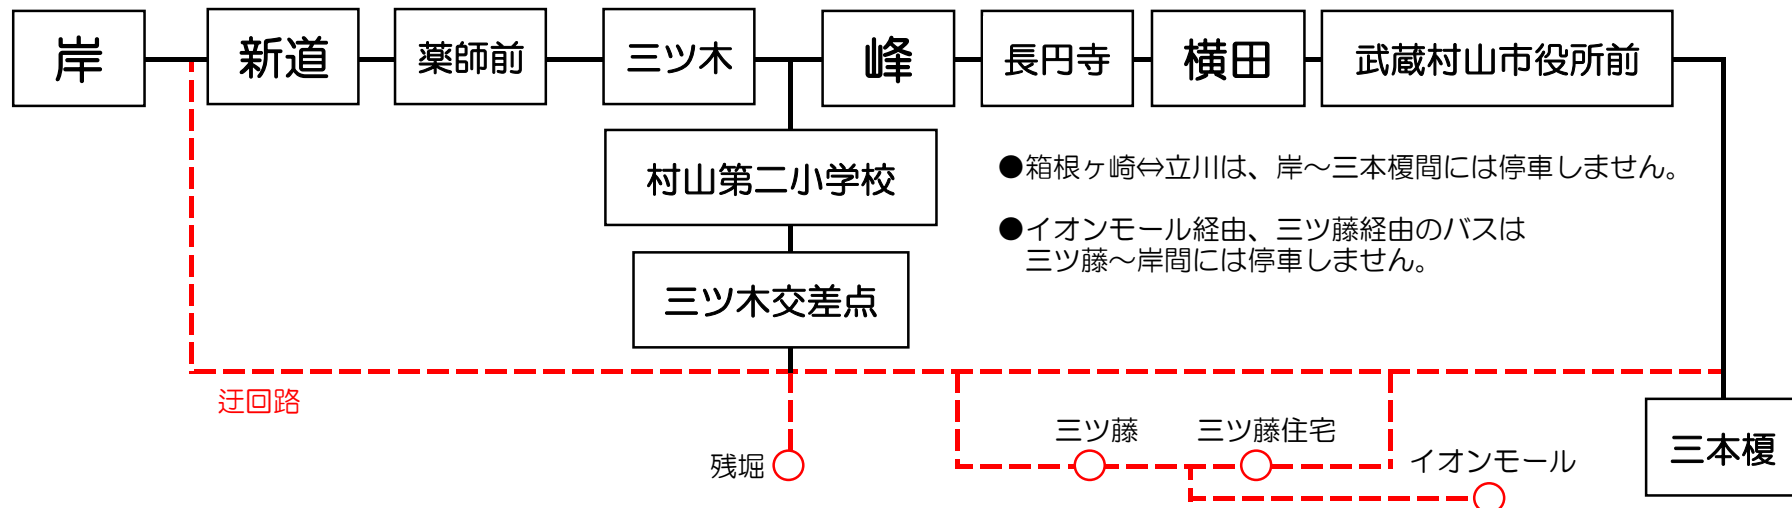 岸
新道
薬師前
三ツ木
峰
長円寺
横田
武蔵村山市役所前
村山第二小学校
●箱根ヶ崎⇔立川は、岸～三本榎間には停車しません。
●イオンモール経由、三ツ藤経由のバスは
三ツ藤～岸間には停車しません。
三ツ木交差点
迂回路
三ツ藤
三ツ藤住宅
残堀
イオンモール
三本榎